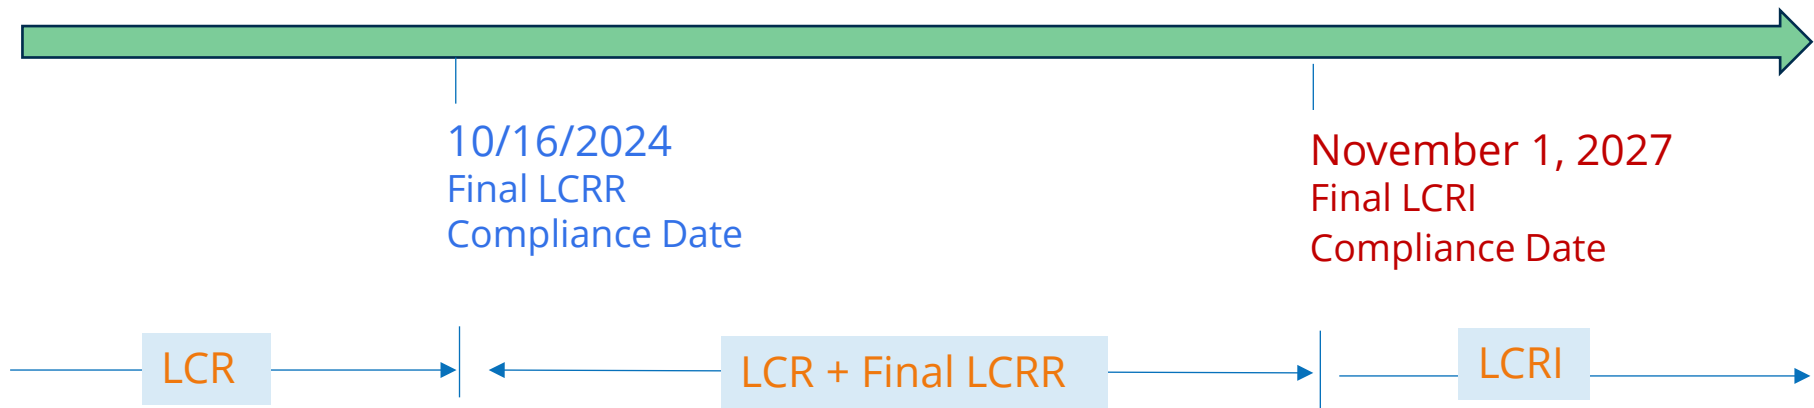 10/16/2024
Final LCRR
Compliance Date
November 1, 2027
Final LCRI
Compliance Date
LCR
LCR + Final LCRR
LCRI